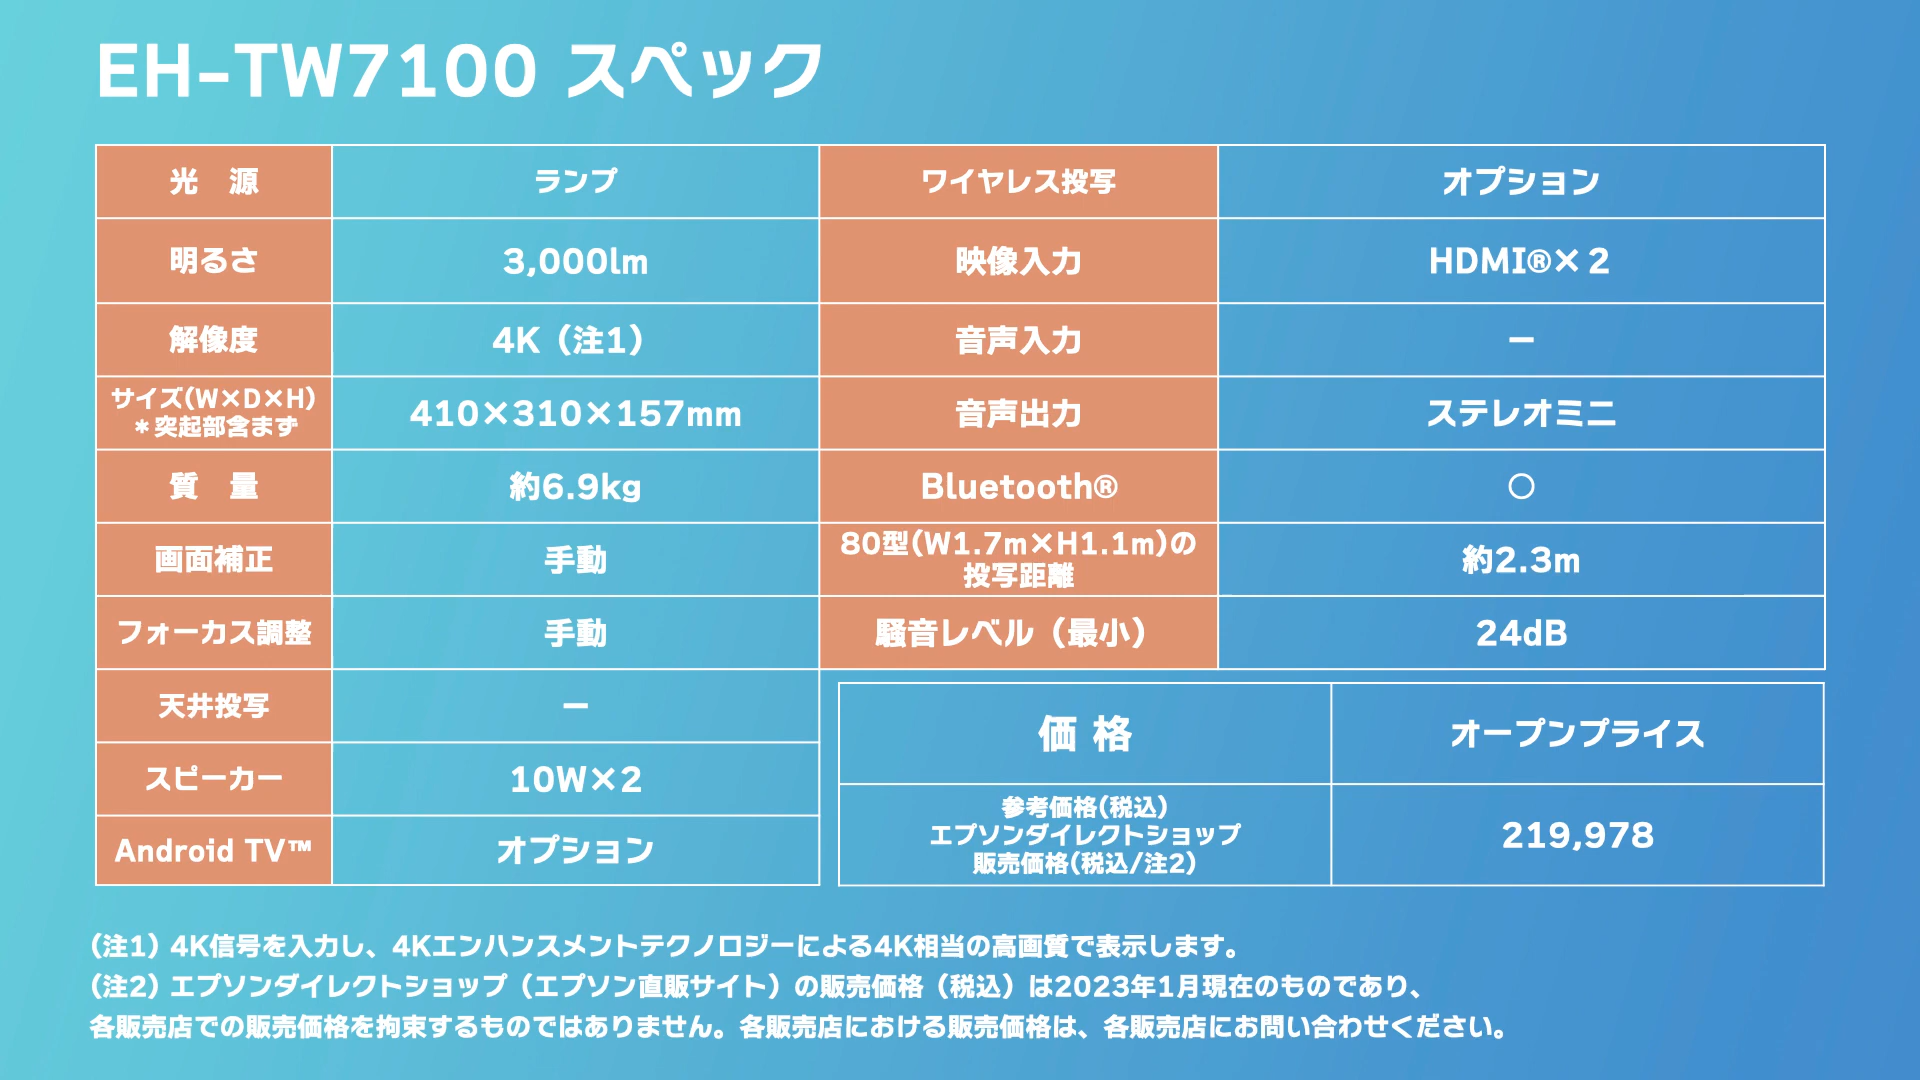 EH-TW7100 スペック
光　源
ランプ
ワイヤレス投写
オプション
明るさ
3,000lm
映像入力
HDMI®×２
解像度
4K（注1）
音声入力
ー
サイズ(W×D×H)
＊突起部含まず
410×310×157mm
音声出力
ステレオミニ
質　量
約6.9kg
Bluetooth®
〇
画面補正
手動
80型(W1.7m×H1.1m)の
投写距離
約2.3m
フォーカス調整
手動
騒音レベル（最小）
24dB
天井投写
ー
スピーカー
10W×2
Android TV™
オプション
価 格
オープンプライス
参考価格(税込)
エプソンダイレクトショップ
販売価格(税込/注2)
219,978
（注1）4K信号を入力し、4Kエンハンスメントテクノロジーによる4K相当の高画質で表示します。
（注2）エプソンダイレクトショップ（エプソン直販サイト）の販売価格（税込）は2023年1月現在のものであり、
各販売店での販売価格を拘束するものではありません。各販売店における販売価格は、各販売店にお問い合わせください。